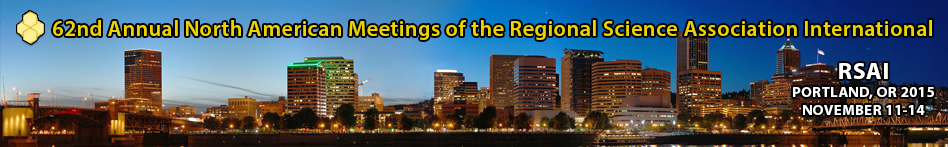 62nd Annual North American Meetings of the Regional Science Association International
RSAI
PORTLAND, OR 2015
NOVEMBER 11-14